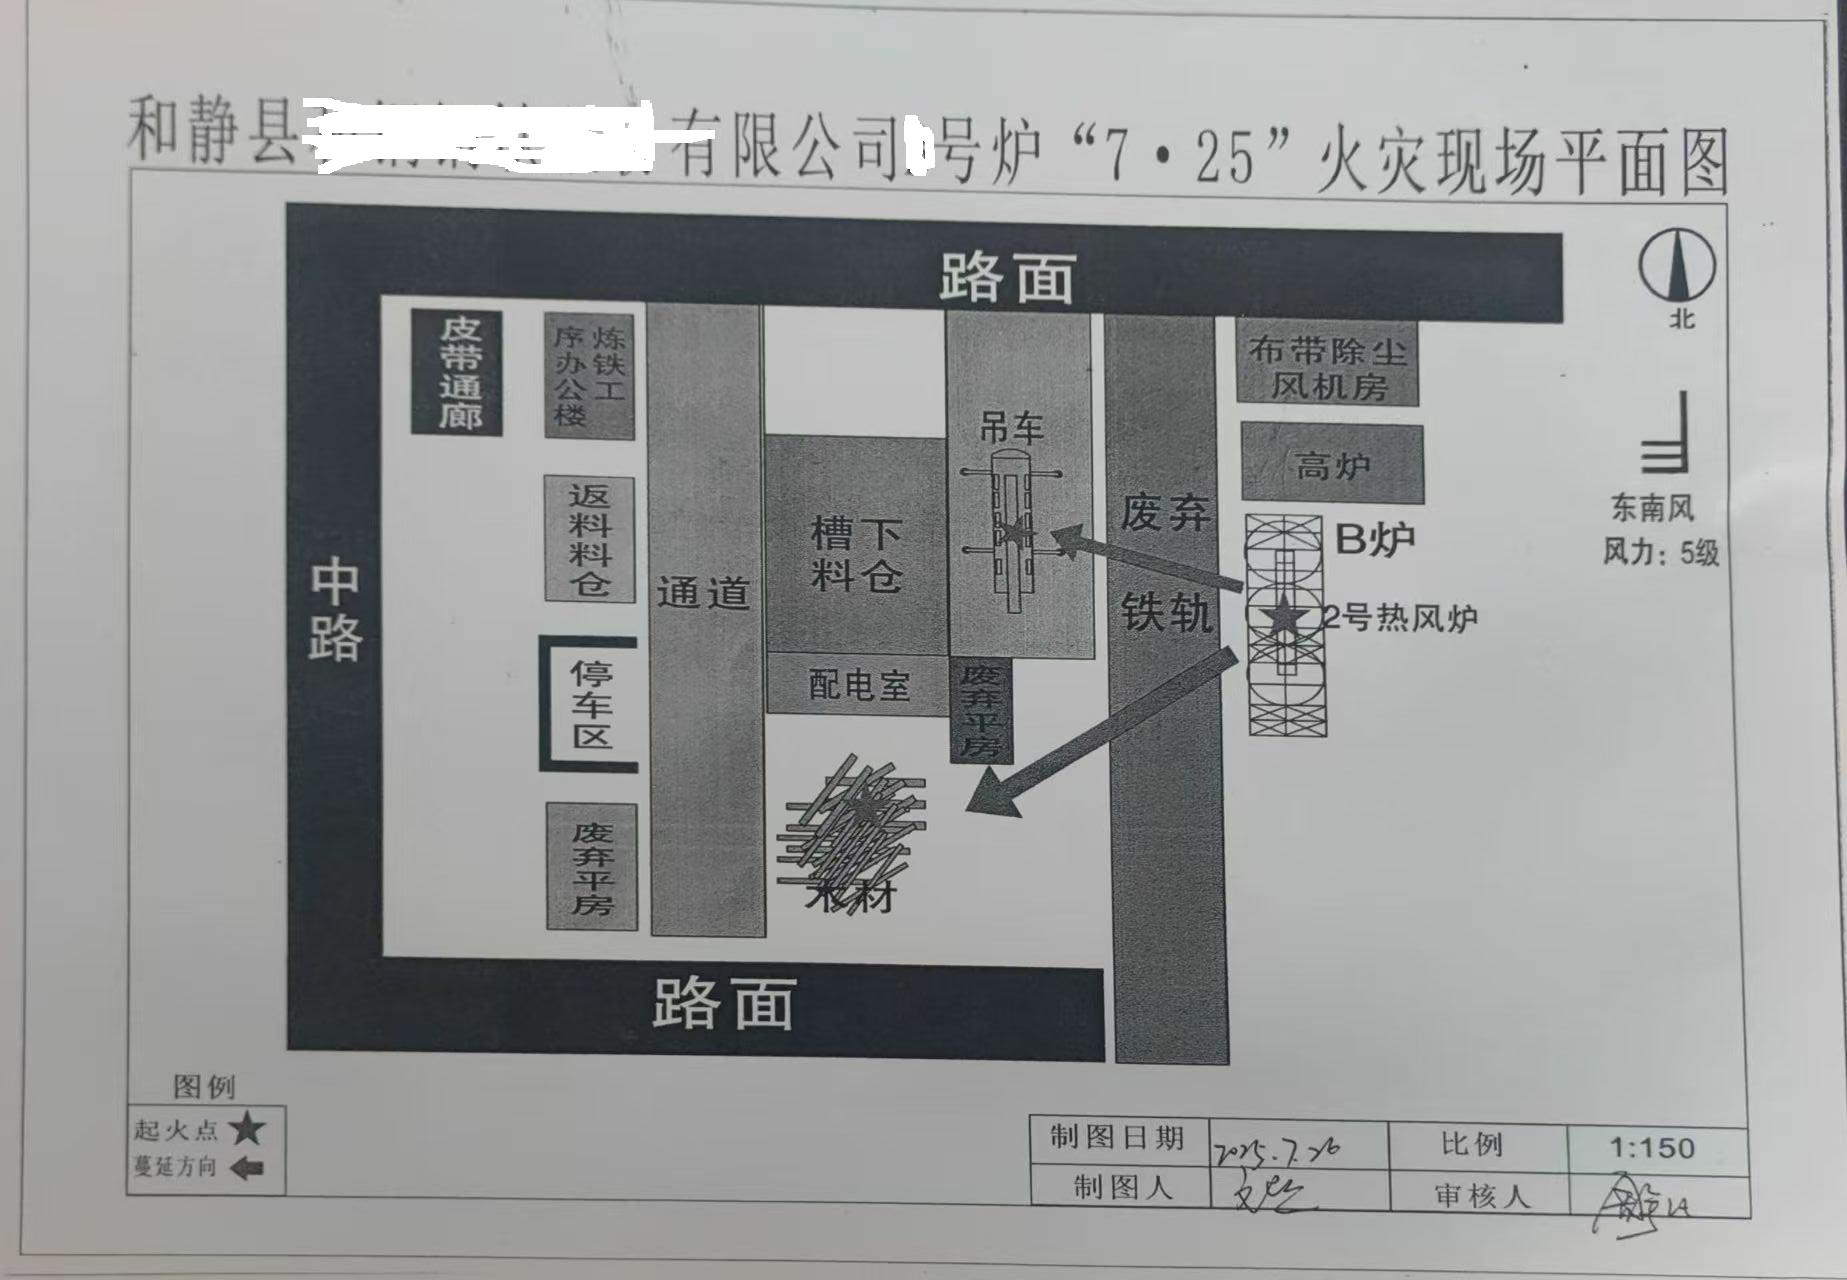 和静县
有限公司
号炉“7·25”火灾现场平面图
路面
北
皮带通廊
炼铁工
序办公楼
布带除尘
风机房
吊车
高炉
返料料仓
槽下
料仓
废弃
铁轨
B炉
东南风
风力：5级
中路
通道
2号热风炉
停车区
配电室
废弃平房
废弃平房
木材
路面
图例
起火点
蔓延方向
制图日期 2025.7.26 比例 1:150
制图人 审核人